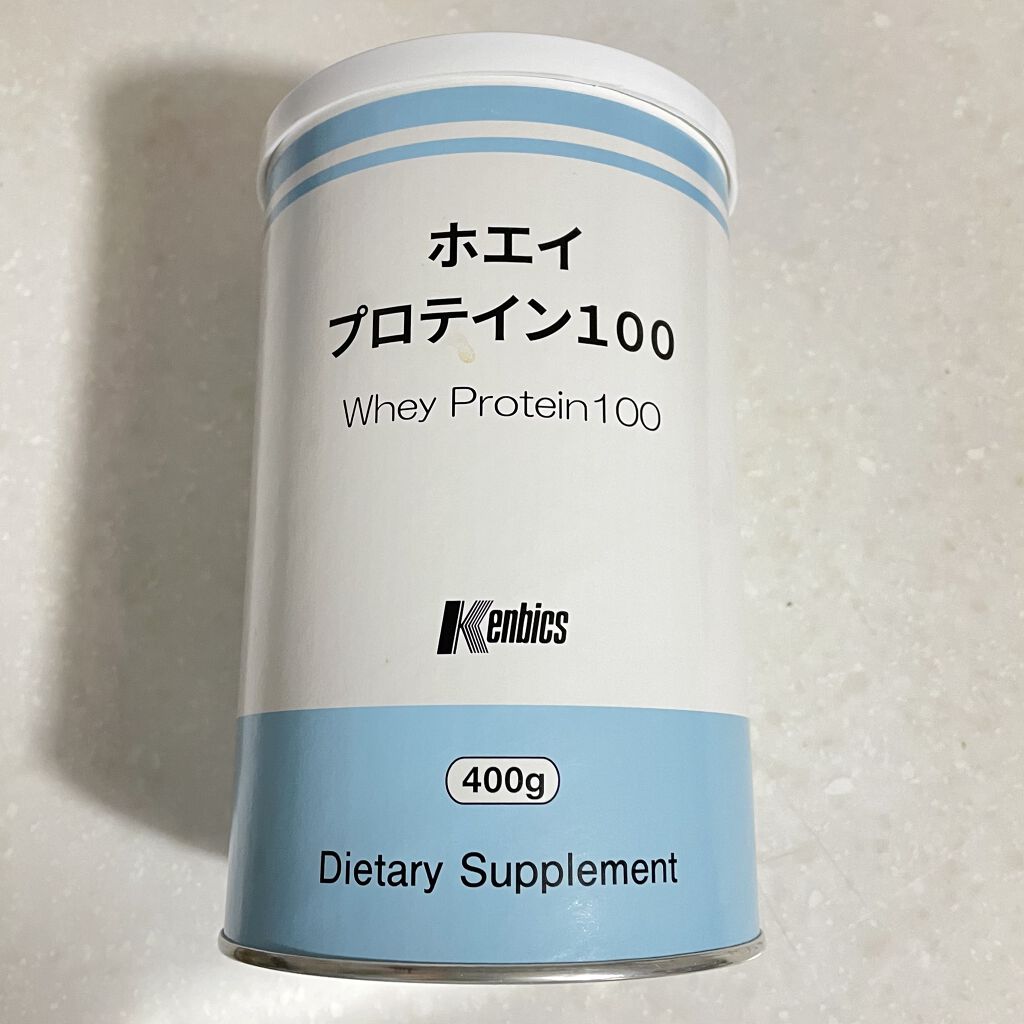 ホエイ
プロテイン100
Whey Protein100
Kenbics
400g
Dietary Supplement